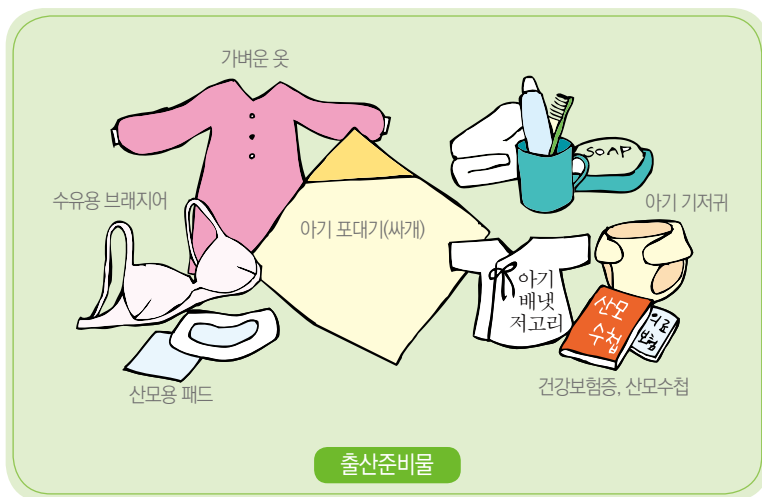 가벼운 옷
SOAP
수유용 브래지어
아기 포대기(싸개)
아기 기저귀
아기
배냇
저고리
산모
수첩
의료
보험
산모용 패드
건강보험증, 산모수첩
출산준비물